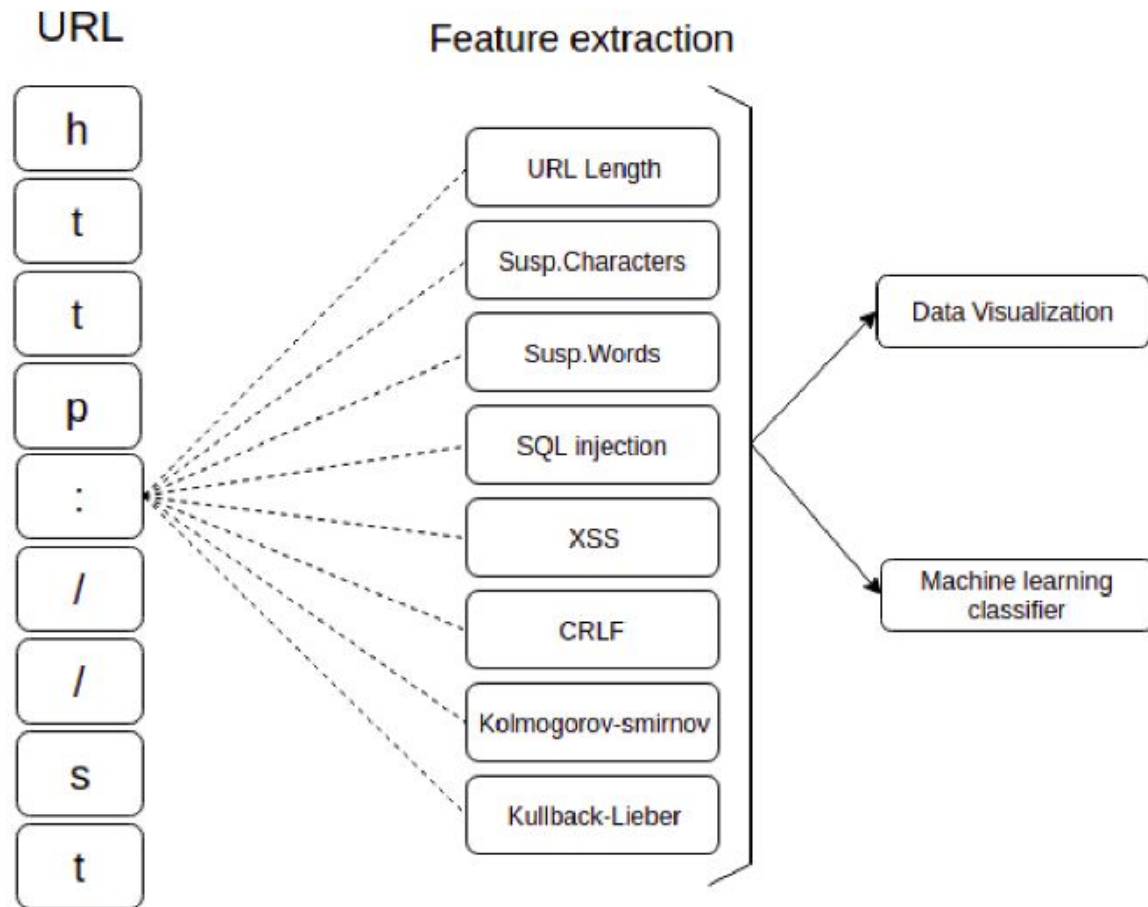 URL
Feature extraction
h
t
t
p
:
/
/
s
t
URL Length
Susp.Characters
Susp.Words
SQL injection
XSS
CRLF
Kolmogorov-smirnov
Kullback-Lieber
Data Visualization
Machine learning
classifier